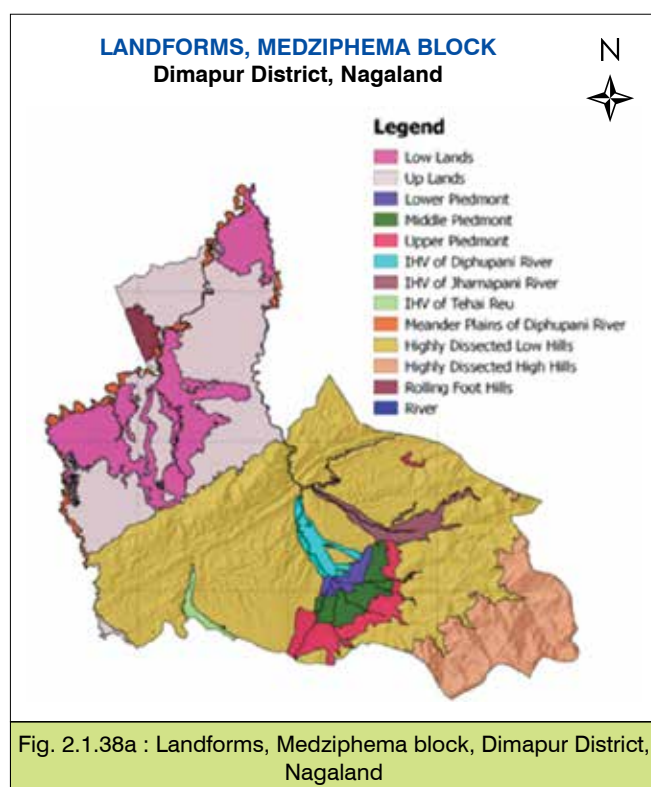 LANDFORMS, MEDZIPHEMA BLOCK
Dimapur District, Nagaland
N
Legend
Low Lands
Up Lands
Lower Piedmont
Middle Piedmont
Upper Piedmont
IHV of Diphupani River
IHV of Jharnapani River
IHV of Tehai Reu
Meander Plains of Diphupani River
Highly Dissected Low Hills
Highly Dissected High Hills
Rolling Foot Hills
River
Fig. 2.1.38a : Landforms, Medziphema block, Dimapur District,
Nagaland